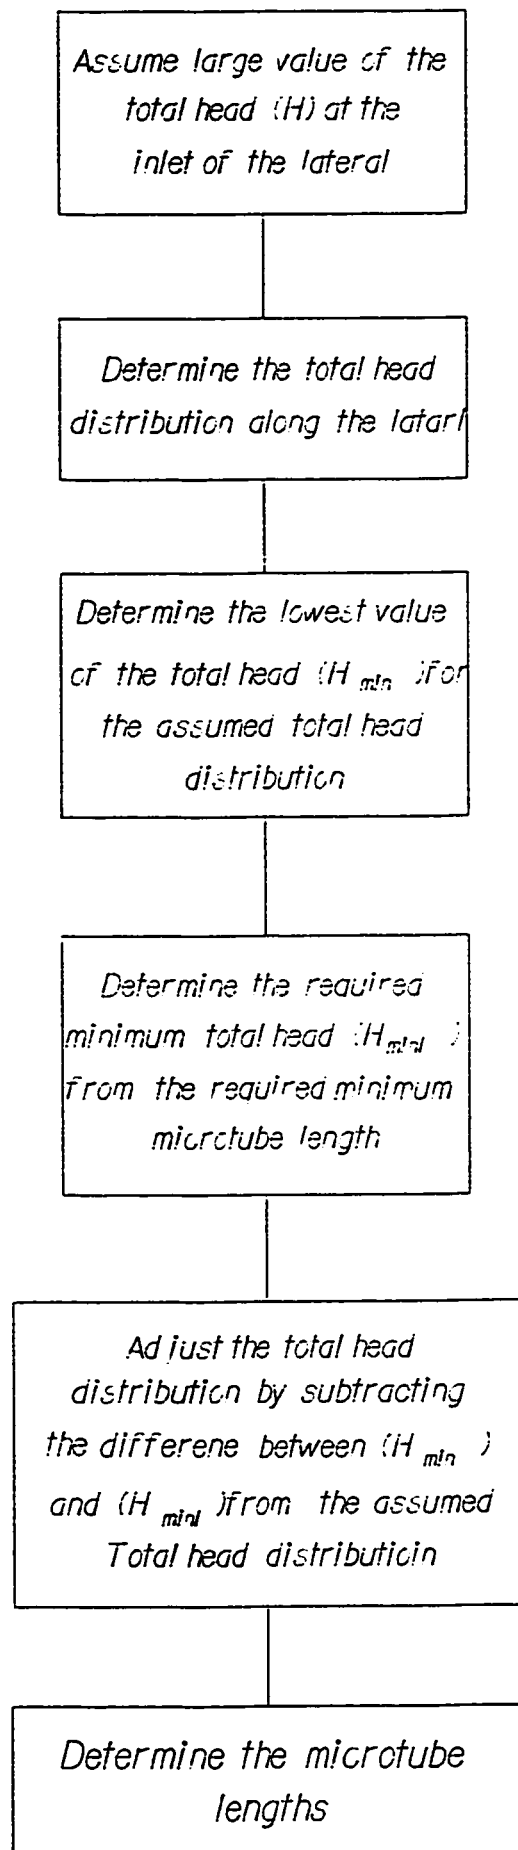 Assume large value of the
total head (H) at the
inlet of the lateral
Determine the total head
distribution along the latarl
Determine the lowest value
of the total head (H min ) for
the assumed total head
distribution
Determine the required
minimum total head (H minl )
from the required minimum
microtube length
Adjust the total head
distribution by subtracting
the differene between (H min )
and (H minl ) from the assumed
Total head distributicin
Determine the microtube
lengths